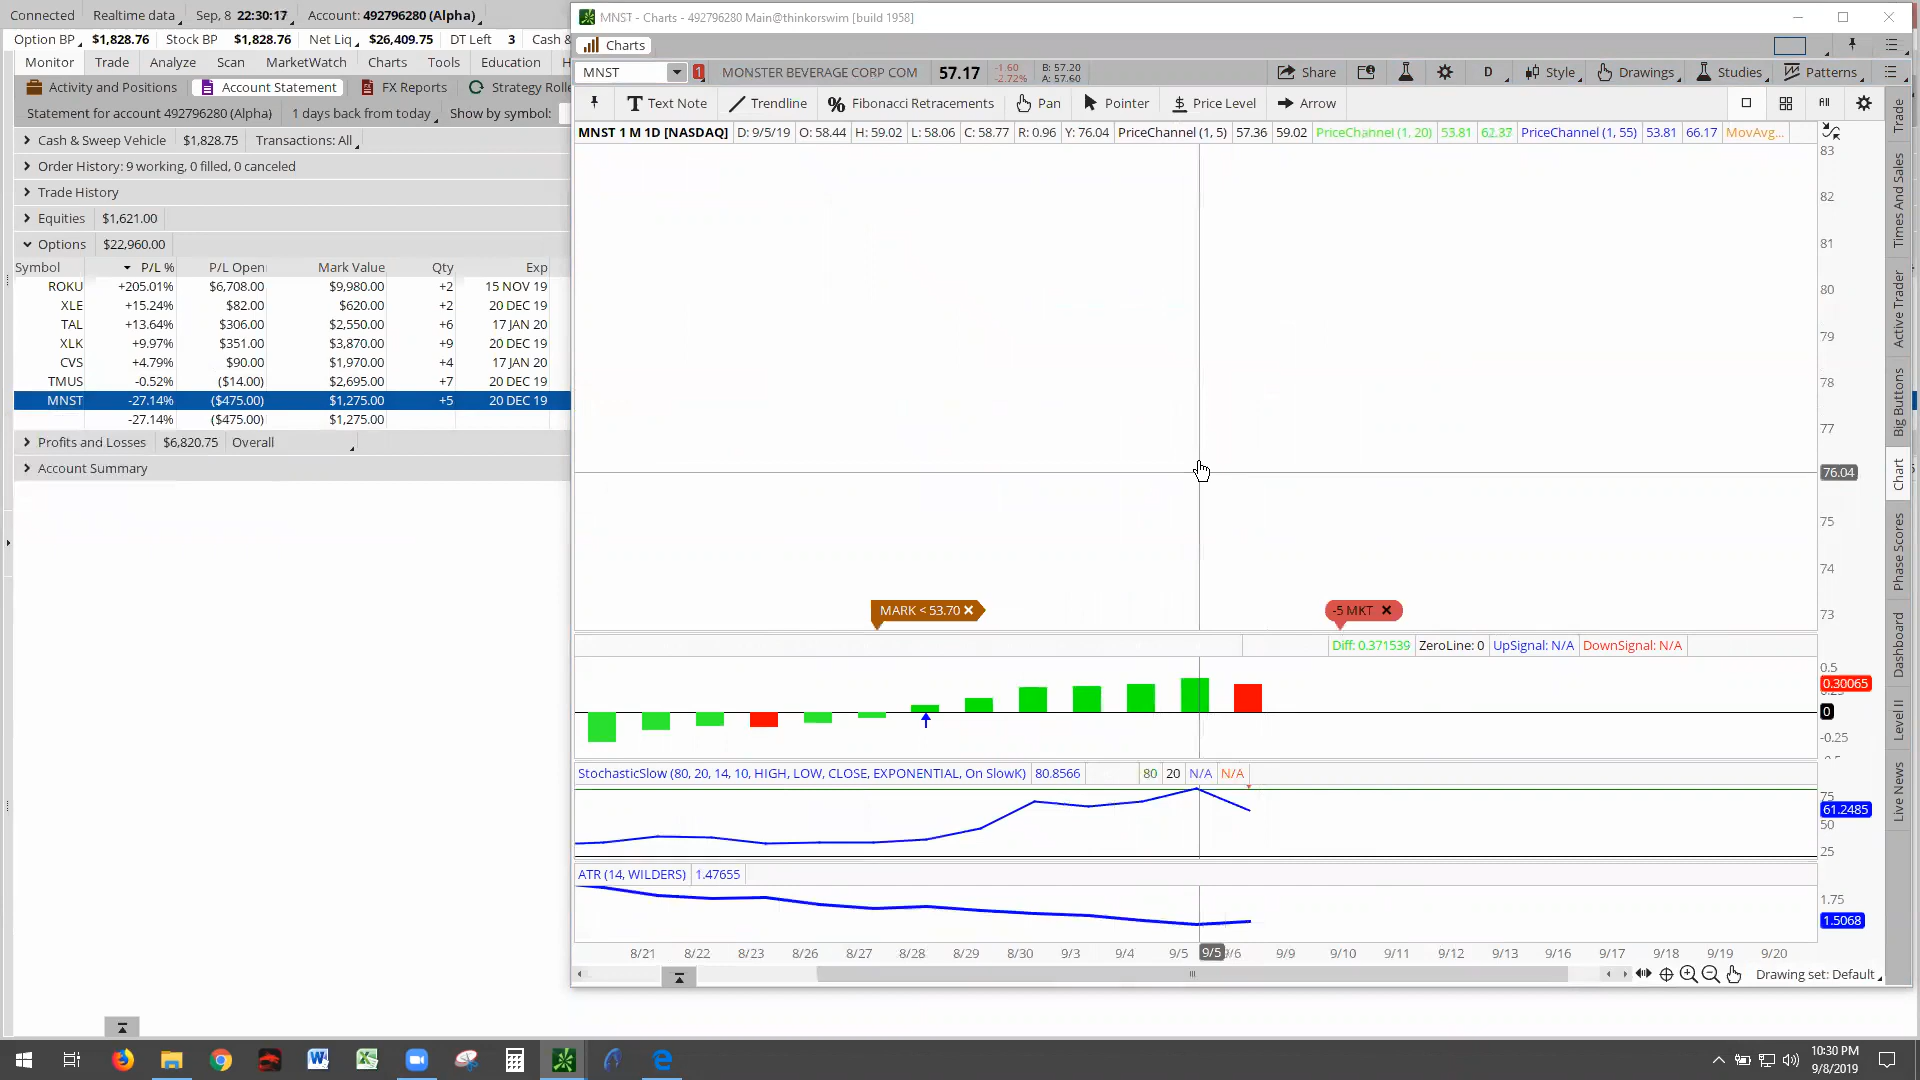 Connected Realtime data Sep, 8 22:30:17 Account: 492796280 (Alpha)
MNST - Charts - 492796280 Main@thinkorswim [build 1958]
Option BP $1,828.76 Stock BP $1,828.76 Net Liq $26,409.75 DT Left 3 Cash &
Charts
Monitor Trade Analyze Scan MarketWatch Charts Tools Education H
MNST 1 MONSTER BEVERAGE CORP COM 57.17 -1.60 -2.72% B: 57.20 A: 57.60 Share D Style Drawings Studies Patterns
Activity and Positions Account Statement FX Reports Strategy Rolle
Text Note Trendline % Fibonacci Retracements Pan Pointer $ Price Level Arrow All
Statement for account 492796280 (Alpha) 1 days back from today Show by symbol:
MNST 1 M 1D [NASDAQ] D: 9/5/19 O: 58.44 H: 59.02 L: 58.06 C: 58.77 R: 0.96 Y: 76.04 PriceChannel (1, 5) 57.36 59.02 PriceChannel (1, 20) 53.81 62.37 PriceChannel (1, 55) 53.81 66.17 MovAvg...
Cash & Sweep Vehicle $1,828.75 Transactions: All
Order History: 9 working, 0 filled, 0 canceled
Trade History
Equities $1,621.00
Options $22,960.00
Symbol P/L % P/L Open Mark Value Qty Exp
ROKU +205.01% $6,708.00 $9,980.00 +2 15 NOV 19
XLE +15.24% $82.00 $620.00 +2 20 DEC 19
TAL +13.64% $306.00 $2,550.00 +6 17 JAN 20
XLK +9.97% $351.00 $3,870.00 +9 20 DEC 19
CVS +4.79% $90.00 $1,970.00 +4 17 JAN 20
TMUS -0.52% ($14.00) $2,695.00 +7 20 DEC 19
MNST -27.14% ($475.00) $1,275.00 +5 20 DEC 19
-27.14% ($475.00) $1,275.00
Profits and Losses $6,820.75 Overall
Account Summary
83
82
81
80
79
78
77
76.04
75
74
73
MARK < 53.70 -5 MKT
Diff: 0.371539 ZeroLine: 0 UpSignal: N/A DownSignal: N/A
0.5
0.30065
0
-0.25
StochasticSlow (80, 20, 14, 10, HIGH, LOW, CLOSE, EXPONENTIAL, On SlowK) 80.8566 80 20 N/A N/A
75
61.2485
50
25
ATR (14, WILDERS) 1.47655
1.75
1.5068
8/21 8/22 8/23 8/26 8/27 8/28 8/29 8/30 9/3 9/4 9/5 9/5 9/6 9/9 9/10 9/11 9/12 9/13 9/16 9/17 9/18 9/19 9/20
Drawing set: Default
Trade
Times And Sales
Active Trader
Big Buttons
Chart
Phase Scores
Dashboard
Level II
Live News
10:30 PM
9/8/2019